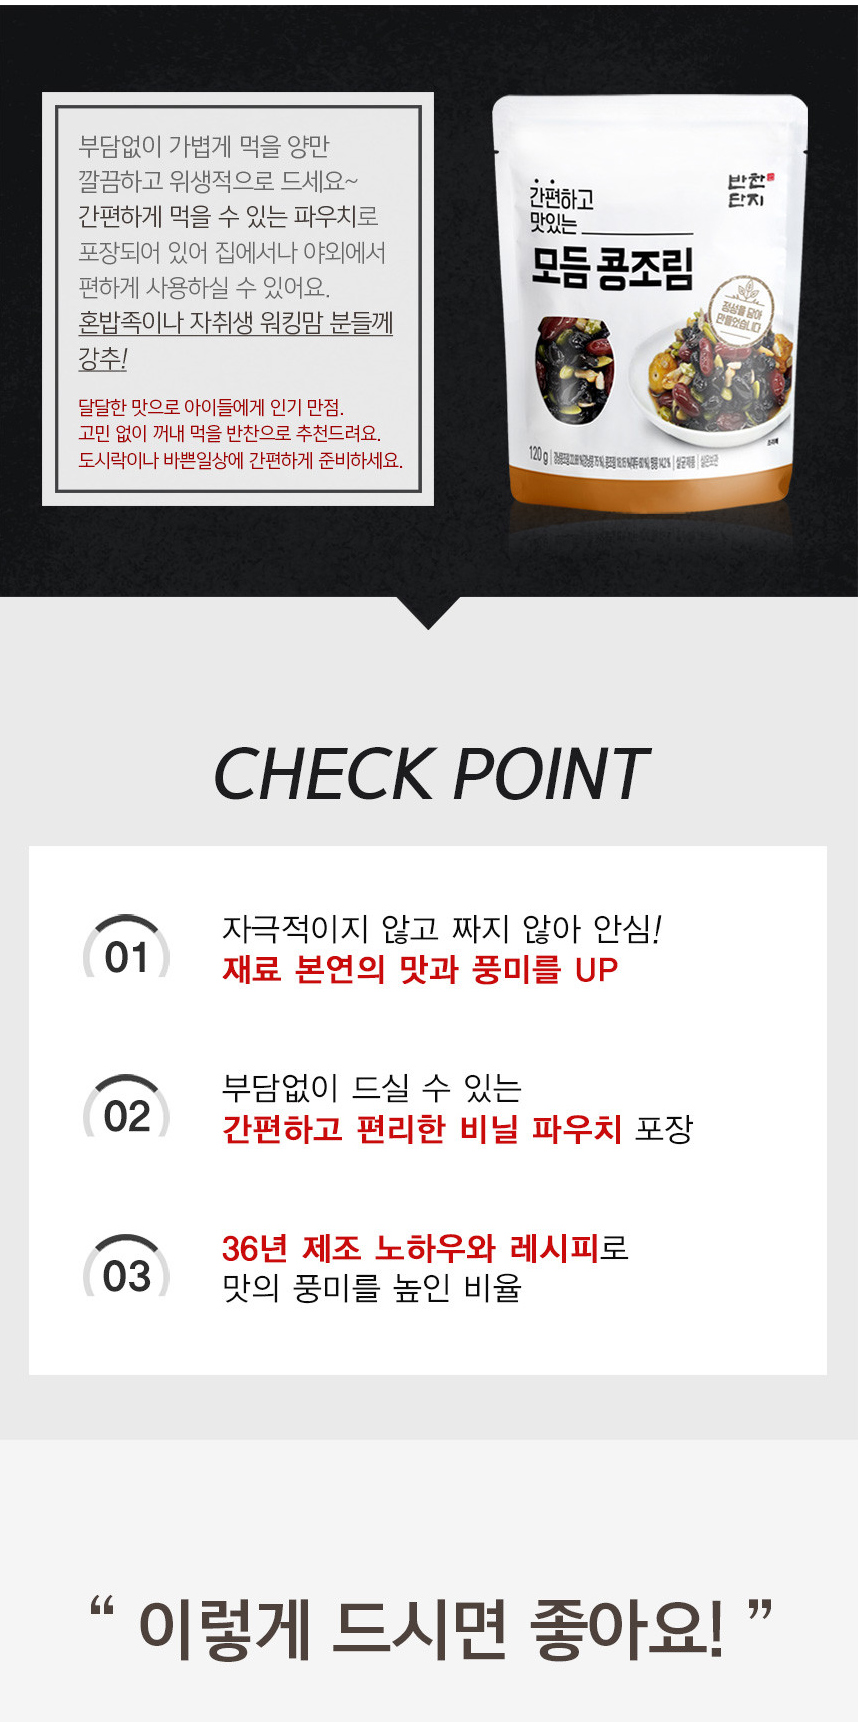 부담없이 가볍게 먹을 양만
깔끔하고 위생적으로 드세요~
간편하게 먹을 수 있는 파우치로
포장되어 있어 집에서나 야외에서
편하게 사용하실 수 있어요.
혼밥족이나 자취생 워킹맘 분들께
강추!
달달한 맛으로 아이들에게 인기 만점.
고민 없이 꺼내 먹을 반찬으로 추천드려요.
도시락이나 바쁜일상에 간편하게 준비하세요.
반찬
단지
간편하고
맛있는
모듬 콩조림
정성을 담아
만들었습니다
120g
살균제품
실온보관
CHECK POINT
01
자극적이지 않고 짜지 않아 안심!
재료 본연의 맛과 풍미를 UP
02
부담없이 드실 수 있는
간편하고 편리한 비닐 파우치 포장
03
36년 제조 노하우와 레시피로
맛의 풍미를 높인 비율
“ 이렇게 드시면 좋아요! ”